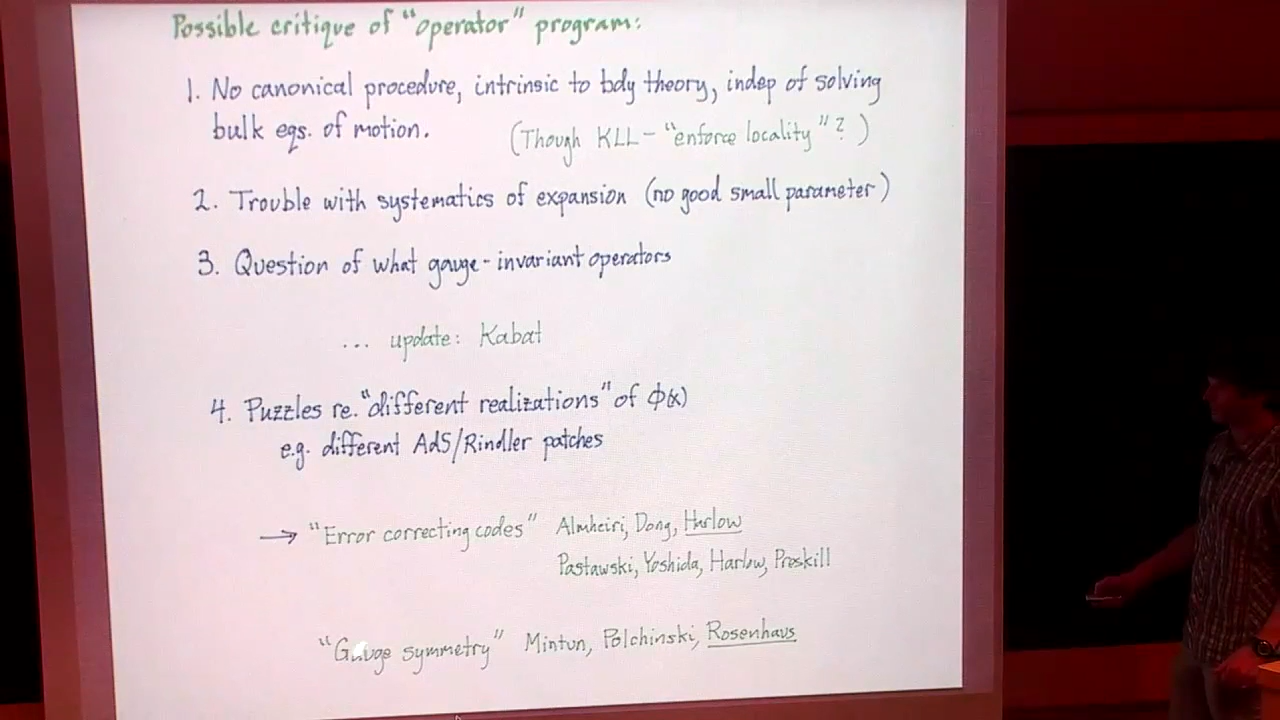 Possible critique of "operator" program:
1. No canonical procedure, intrinsic to bdy theory, indep of solving
bulk eqs. of motion. (Though KLL - "enforce locality"? )
2. Trouble with systematics of expansion (no good small parameter)
3. Question of what gauge-invariant operators
... update: Kabat
4. Puzzles re. "different realizations" of ϕ(x)
e.g. different AdS/Rindler patches
→ "Error correcting codes" Almheiri, Dong, Harlow
Pastawski, Yoshida, Harlow, Preskill
"Gauge symmetry" Mintun, Polchinski, Rosenhaus